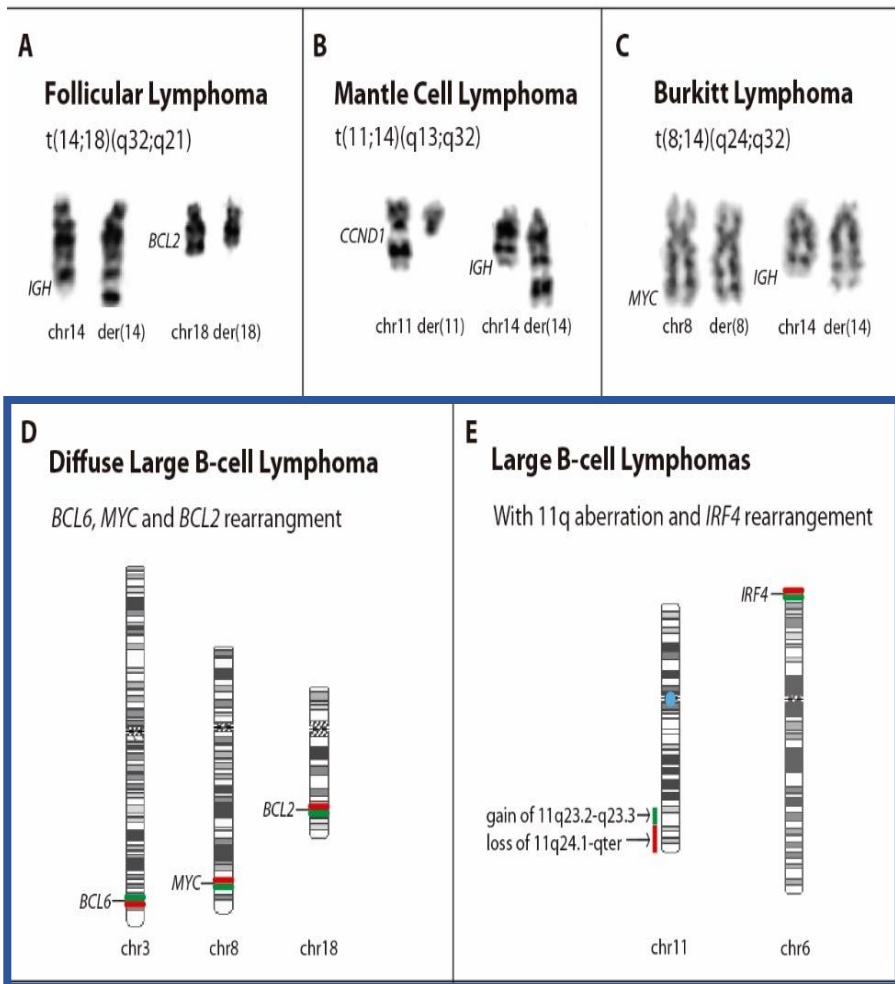 A
Follicular Lymphoma
t(14;18)(q32;q21)
BCL2
IGH
chr14 der(14) chr18 der(18)
B
Mantle Cell Lymphoma
t(11;14)(q13;q32)
CCND1
IGH
chr11 der(11) chr14 der(14)
C
Burkitt Lymphoma
t(8;14)(q24;q32)
MYC
IGH
chr8 der(8) chr14 der(14)
D
Diffuse Large B-cell Lymphoma
BCL6, MYC and BCL2 rearrangment
BCL2
MYC
BCL6
chr3 chr8 chr18
E
Large B-cell Lymphomas
With 11q aberration and IRF4 rearrangement
IRF4
gain of 11q23.2-q23.3
loss of 11q24.1-qter
chr11 chr6